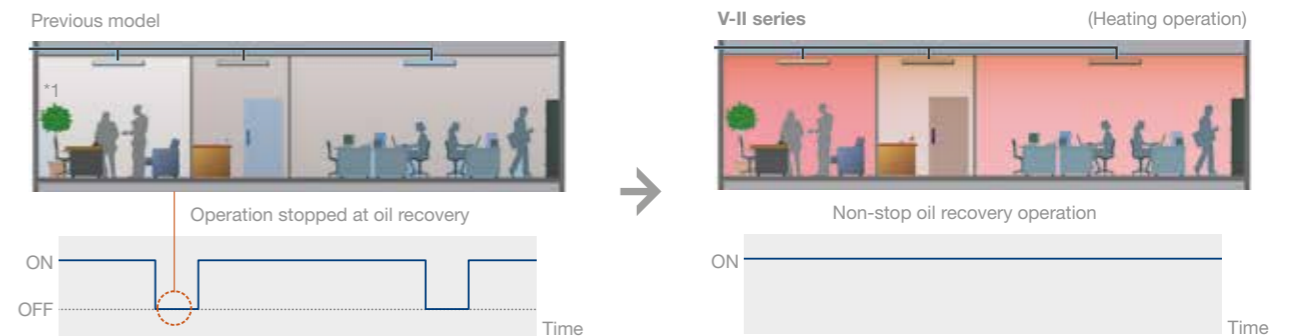 Previous model
V-II series
(Heating operation)
*1
Operation stopped at oil recovery
Non-stop oil recovery operation
ON
OFF
Time
ON
Time